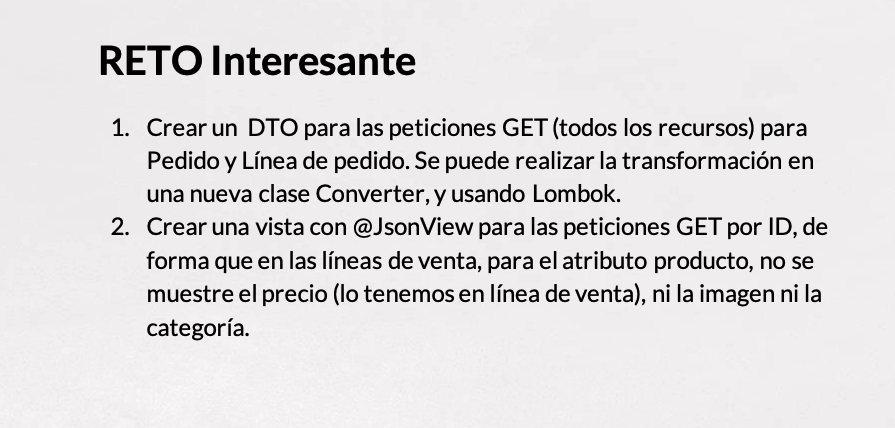 RETO Interesante
1. Crear un DTO para las peticiones GET (todos los recursos) para
Pedido y Línea de pedido. Se puede realizar la transformación en
una nueva clase Converter, y usando Lombok.
2. Crear una vista con @JsonView para las peticiones GET por ID, de
forma que en las líneas de venta, para el atributo producto, no se
muestre el precio (lo tenemos en línea de venta), ni la imagen ni la
categoría.